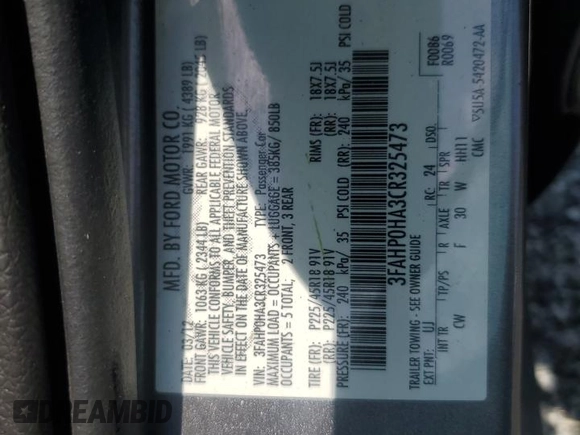 MFD. BY FORD MOTOR CO.
DATE: 03/12 GVWR: 1991 KG ( 4389 LB)
FRONT GAWR: 1063 KG ( 2344LB) REAR GAWR: 928 KG
THIS VEHICLE CONFORMS TO ALL APPLICABLE FEDERAL MOTOR
VEHICLE SAFETY, BUMPER, AND THEFT PREVENTION STANDARDS
IN EFFECT ON THE DATE OF MANUFACTURE SHOWN ABOVE.
VIN: 3FAHP0HA3CR325473 TYPE: Passenger Car
MAXIMUM LOAD = OCCUPANTS + LUGGAGE = 385KG/ 850LB
OCCUPANTS = 5 TOTAL; 2 FRONT, 3 REAR
TIRE (FR): P225/45R18 91V RIMS (FR): 18X7.5J
(RR): P225/45R18 91V (RR): 18X7.5J
PRESSURE (FR): 240 kPa/ 35 PSI COLD (RR): 240 kPa/ 35 PSI COLD
3FAHP0HA3CR325473
TRAILER TOWING - SEE OWNER GUIDE F0086
EXT PNT: UJ RC: 24 DSO: R0069
INT TR TP/PS R AXLE TR SPR
CW F 30 W HH11 CMC 5U5A-5420472-AA
DREAMBID